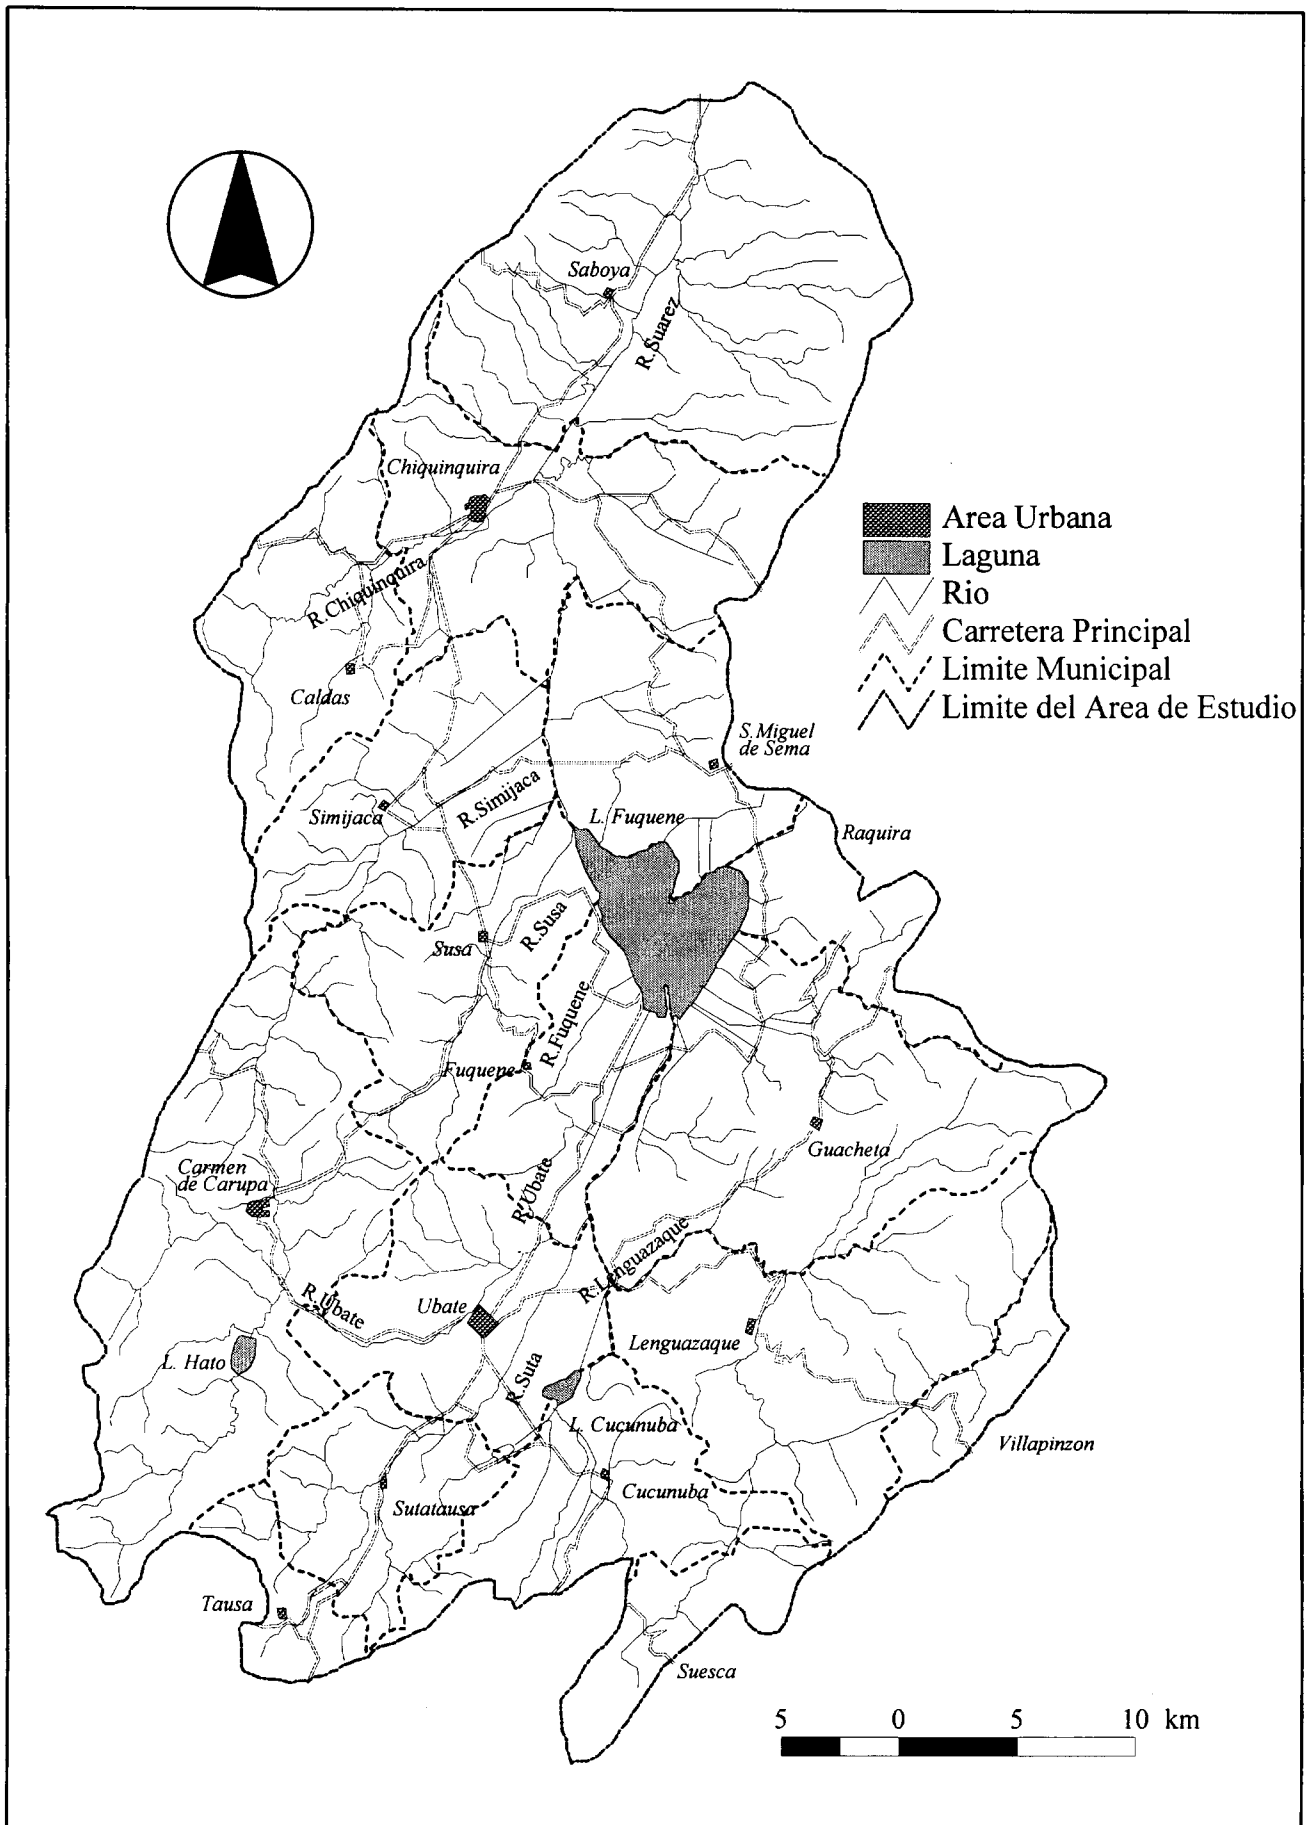 Saboya
R.Suarez
Chiquinquira
Area Urbana
Laguna
Rio
Carretera Principal
Limite Municipal
Limite del Area de Estudio
R.Chiquinquira
Caldas
S.Miguel
de Sema
R.Simijaca
Simijaca
L. Fuquene
Raquira
R.Susa
Susa
R.Fuquene
Fuquene
Guacheta
Carmen
de Carupa
R.Ubate
R.Lenguazaque
R.Ubate
Ubate
Lenguazaque
L. Hato
R.Suta
L. Cucunuba
Villapinzon
Cucunuba
Sutatausa
Tausa
Suesca
5 0 5 10 km